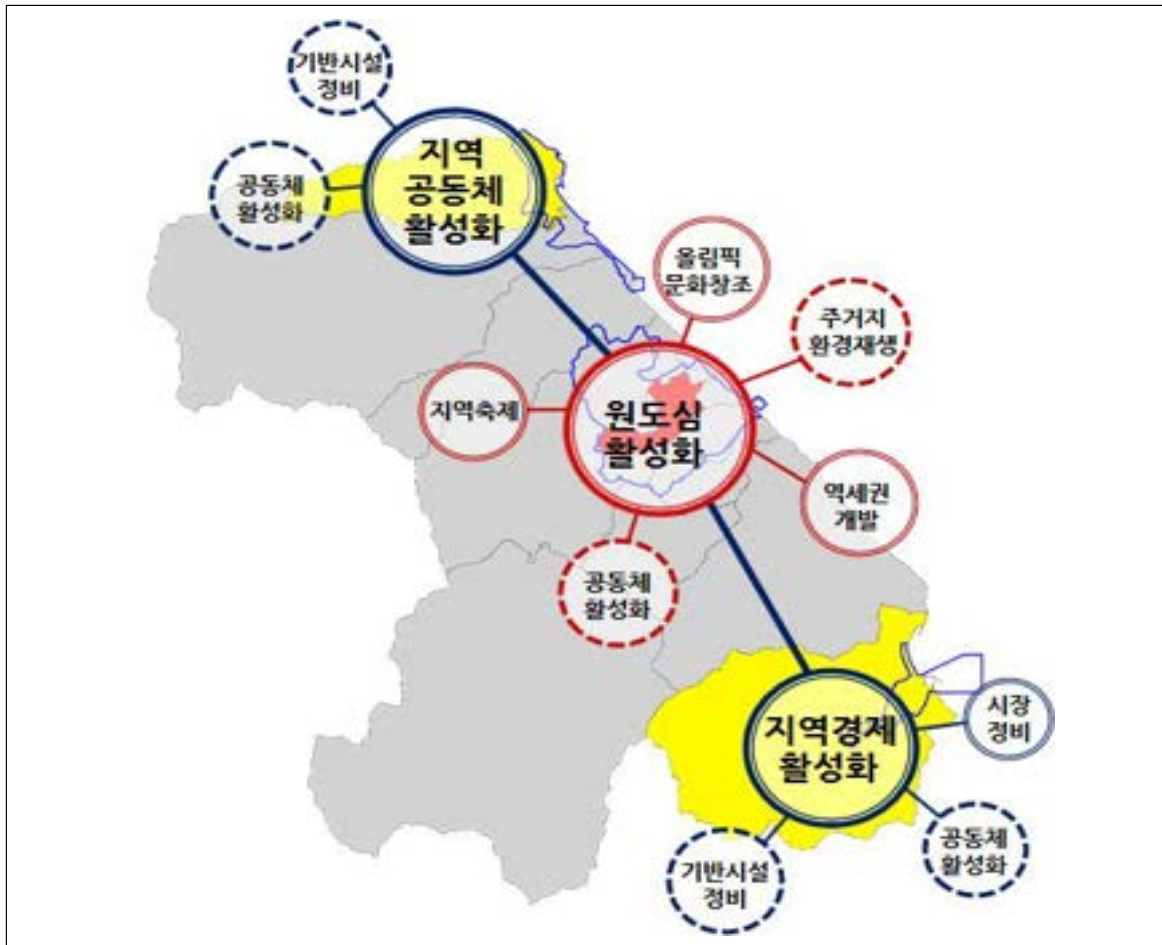 기반시설
정비
지역
공동체
활성화
공동체
활성화
올림픽
문화창조
주거지
환경재생
지역축제
원도심
활성화
역세권
개발
공동체
활성화
시장
정비
지역경제
활성화
공동체
활성화
기반시설
정비